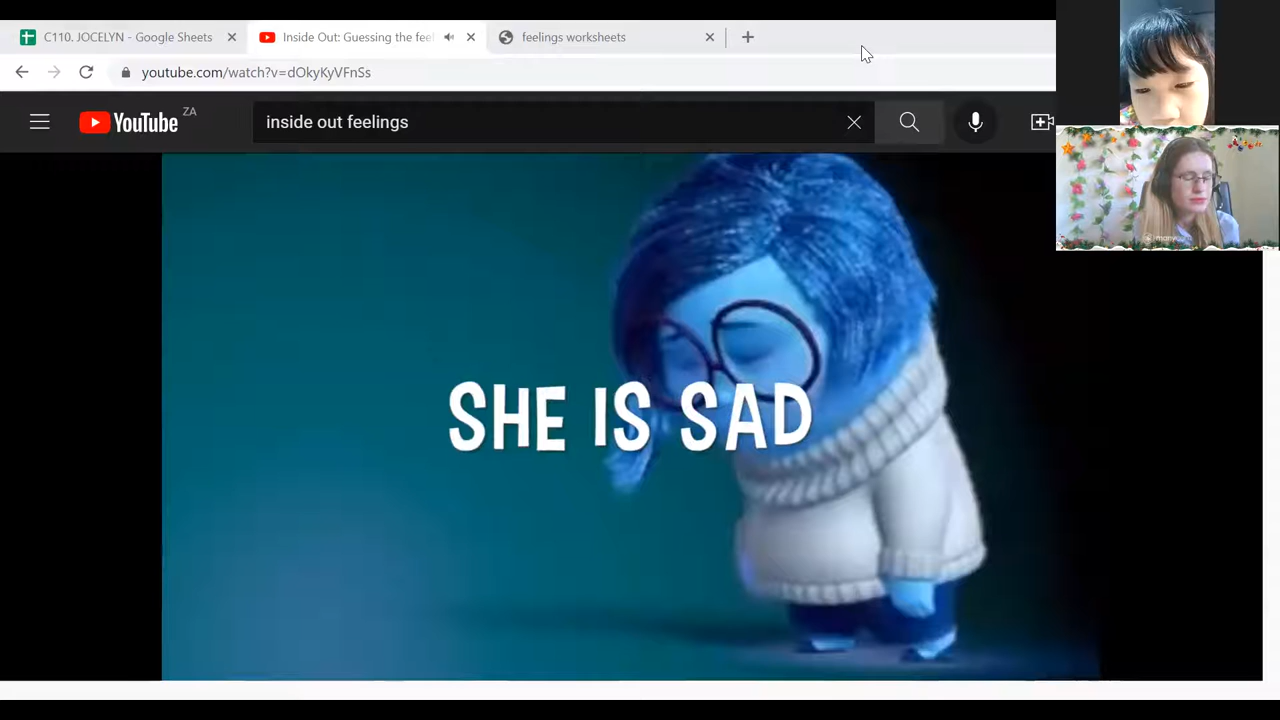 C110. JOCELYN - Google Sheets
Inside Out: Guessing the feel
feelings worksheets
youtube.com/watch?v=dOkyKyVFnSs
YouTube ZA
inside out feelings
SHE IS SAD